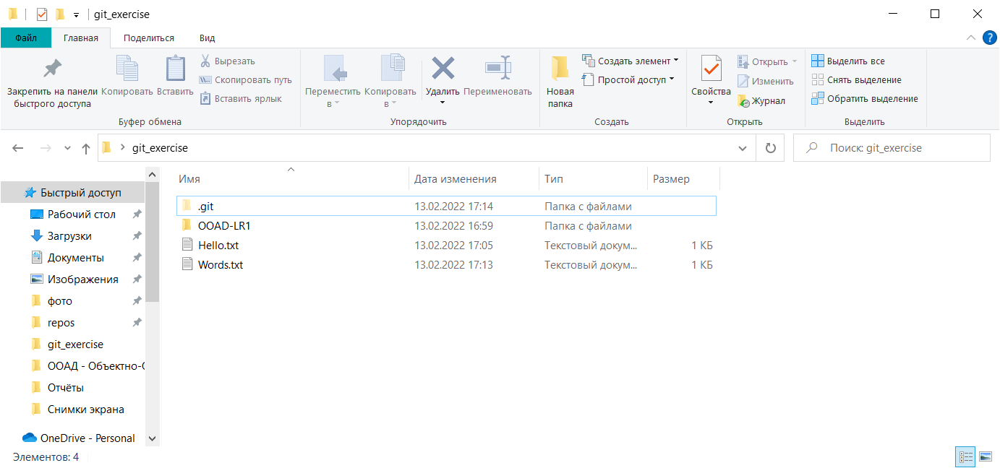 git_exercise
Файл Главная Поделиться Вид
Закрепить на панели быстрого доступа
Копировать
Вставить
Вырезать
Скопировать путь
Вставить ярлык
Буфер обмена
Переместить в
Копировать в
Удалить
Переименовать
Упорядочить
Новая папка
Создать элемент
Простой доступ
Создать
Свойства
Открыть
Изменить
Журнал
Открыть
Выделить все
Снять выделение
Обратить выделение
Выделить
git_exercise
Поиск: git_exercise
Быстрый доступ
Рабочий стол
Загрузки
Документы
Изображения
фото
repos
git_exercise
ООАД - Объектно-
Отчёты
Снимки экрана
OneDrive - Personal
Имя Дата изменения Тип Размер
.git 13.02.2022 17:14 Папка с файлами
OOAD-LR1 13.02.2022 16:59 Папка с файлами
Hello.txt 13.02.2022 17:05 Текстовый докум... 1 КБ
Words.txt 13.02.2022 17:13 Текстовый докум... 1 КБ
Элементов: 4